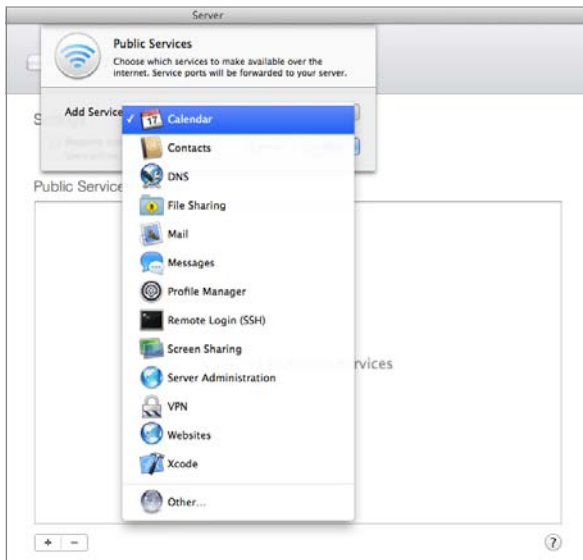 Server
Public Services
Choose which services to make available over the
internet. Service ports will be forwarded to your server.
Add Service
✓ Calendar
Contacts
DNS
File Sharing
Mail
Messages
Profile Manager
Remote Login (SSH)
Screen Sharing
Server Administration
VPN
Websites
Xcode
Other...
Public Service
rvices
+ −
?